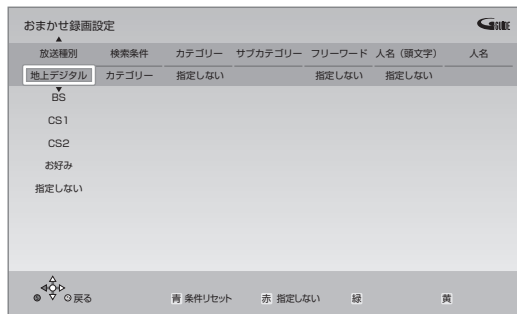 おまかせ録画設定
G GUIDE
放送種別 検索条件 カテゴリー サブカテゴリー フリーワード 人名（頭文字） 人名
地上デジタル カテゴリー 指定しない 指定しない 指定しない
BS
CS1
CS2
お好み
指定しない
戻る 青 条件リセット 赤 指定しない 緑 黄